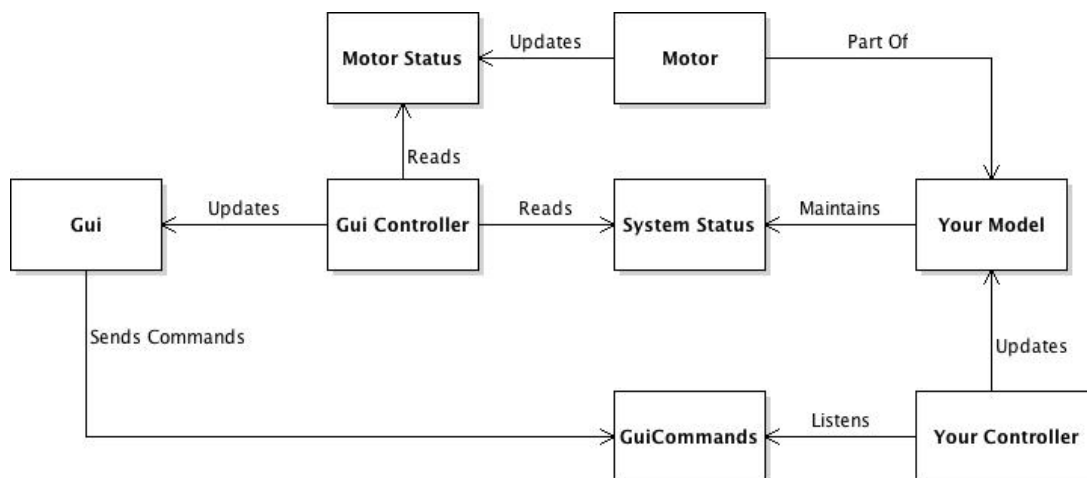 Motor Status
Updates
Motor
Part Of
Reads
Gui
Updates
Gui Controller
Reads
System Status
Maintains
Your Model
Sends Commands
Updates
GuiCommands
Listens
Your Controller